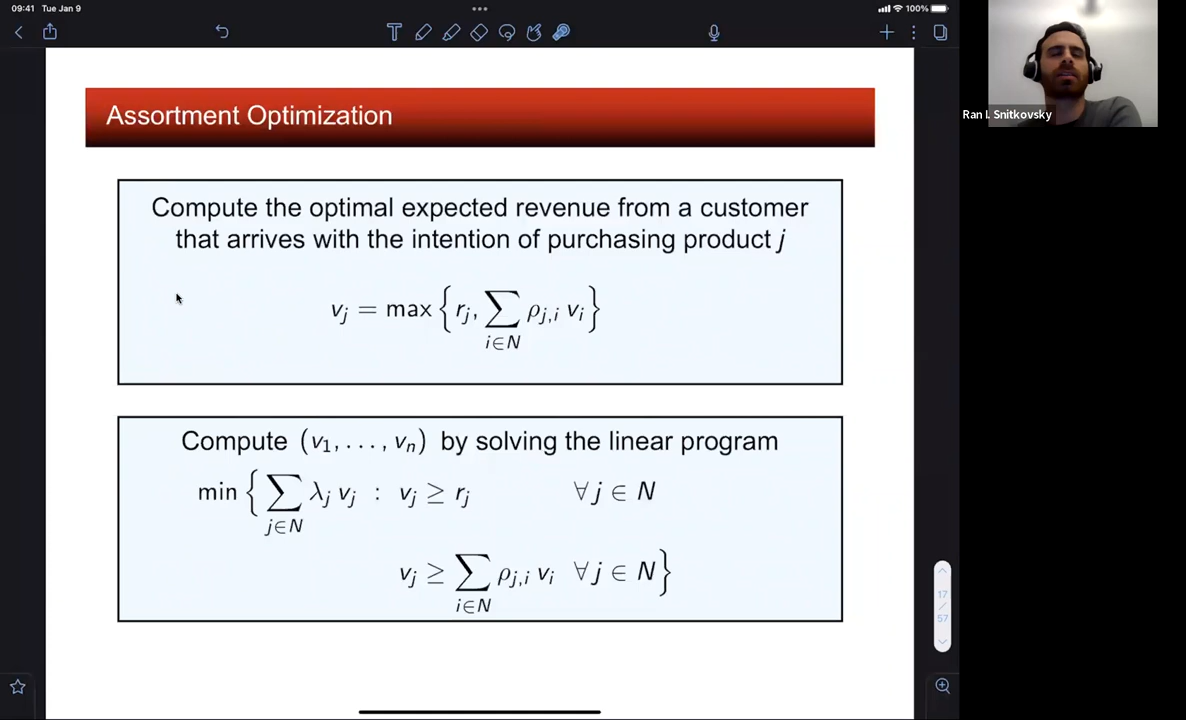 09:41 Tue Jan 9
100%
Assortment Optimization
Ran I. Snitkovsky
Compute the optimal expected revenue from a customer
that arrives with the intention of purchasing product j
v_j = max { r_j, ∑_{i∈N} ρ_{j,i} v_i }
Compute (v_1, . . . , v_n) by solving the linear program
min { ∑_{j∈N} λ_j v_j : v_j ≥ r_j ∀ j ∈ N
v_j ≥ ∑_{i∈N} ρ_{j,i} v_i ∀ j ∈ N }
17
/
57